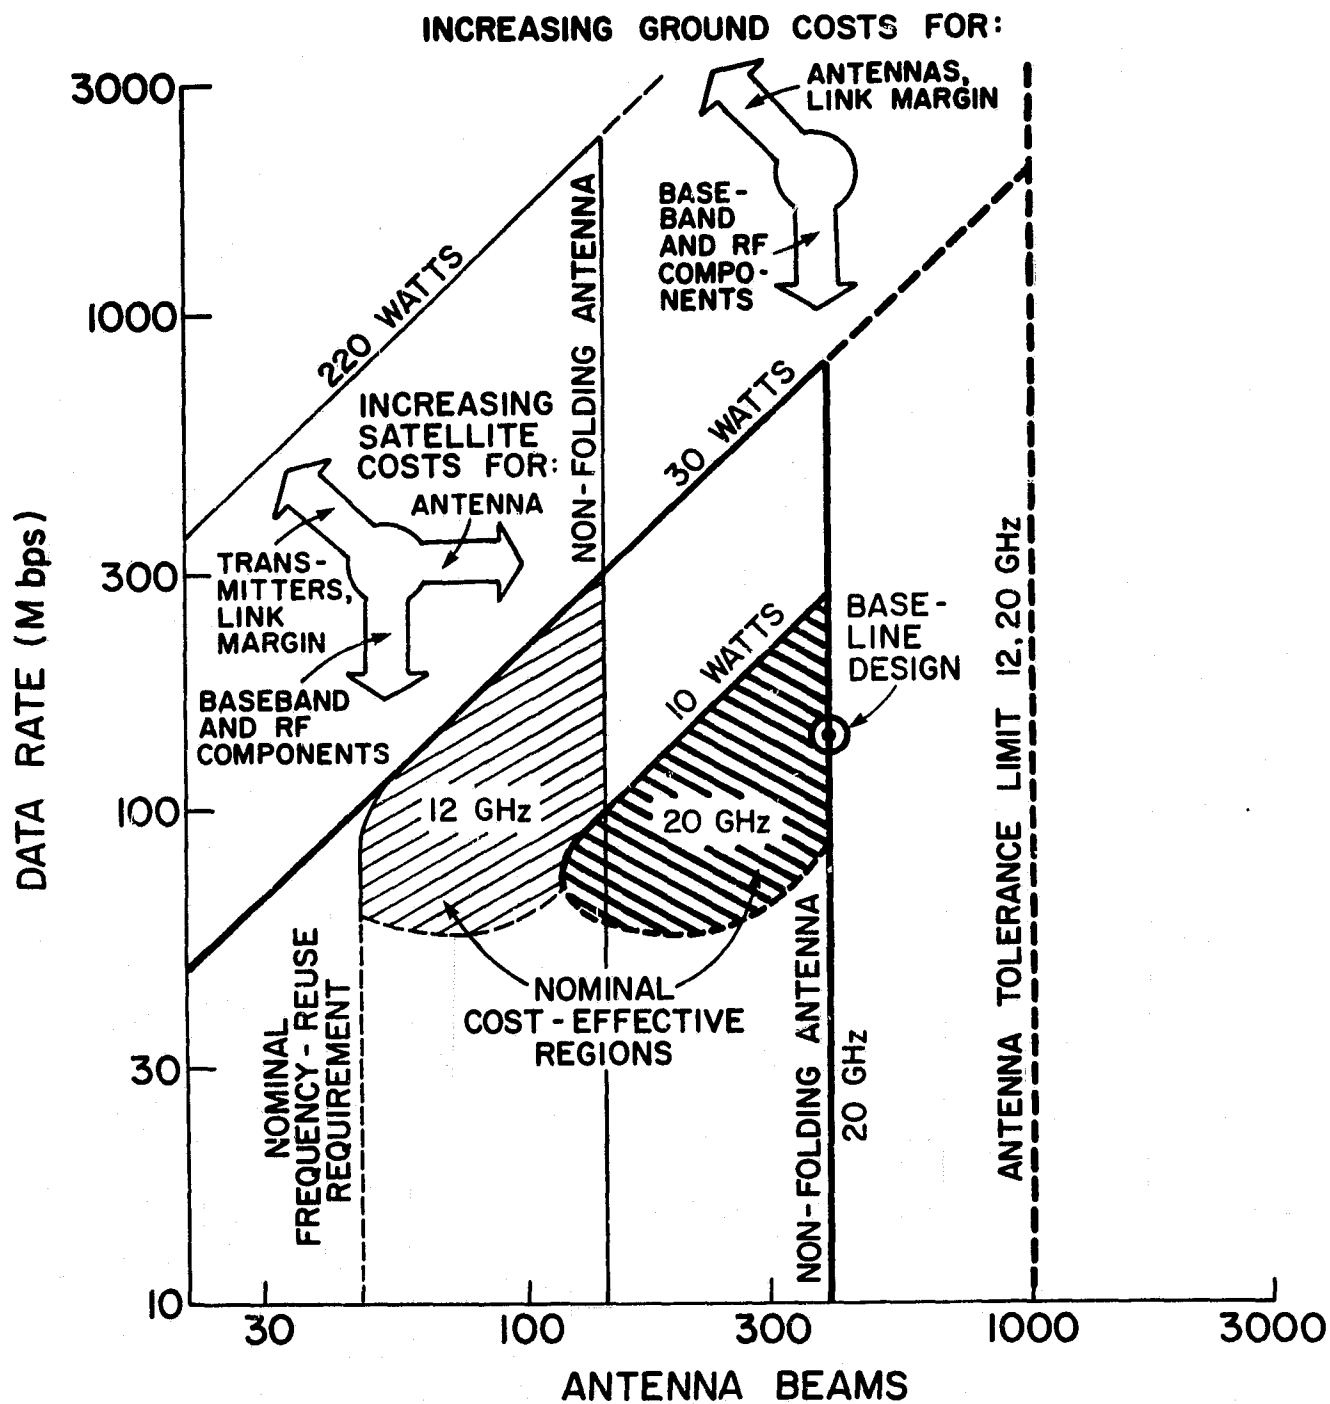 INCREASING GROUND COSTS FOR:
ANTENNAS,
LINK MARGIN
BASE-
BAND
AND RF
COMPO-
NENTS
3000
1000
300
100
30
10
DATA RATE (Mbps)
220 WATTS
NON-FOLDING ANTENNA
INCREASING
SATELLITE
COSTS FOR:
ANTENNA
TRANS-
MITTERS,
LINK
MARGIN
BASEBAND
AND RF
COMPONENTS
30 WATTS
10 WATTS
BASE-
LINE
DESIGN
12 GHz
20 GHz
NOMINAL
COST-EFFECTIVE
REGIONS
NOMINAL
FREQUENCY-REUSE
REQUIREMENT
NON-FOLDING ANTENNA
20 GHz
ANTENNA TOLERANCE LIMIT 12, 20 GHz
30
100
300
1000
3000
ANTENNA BEAMS